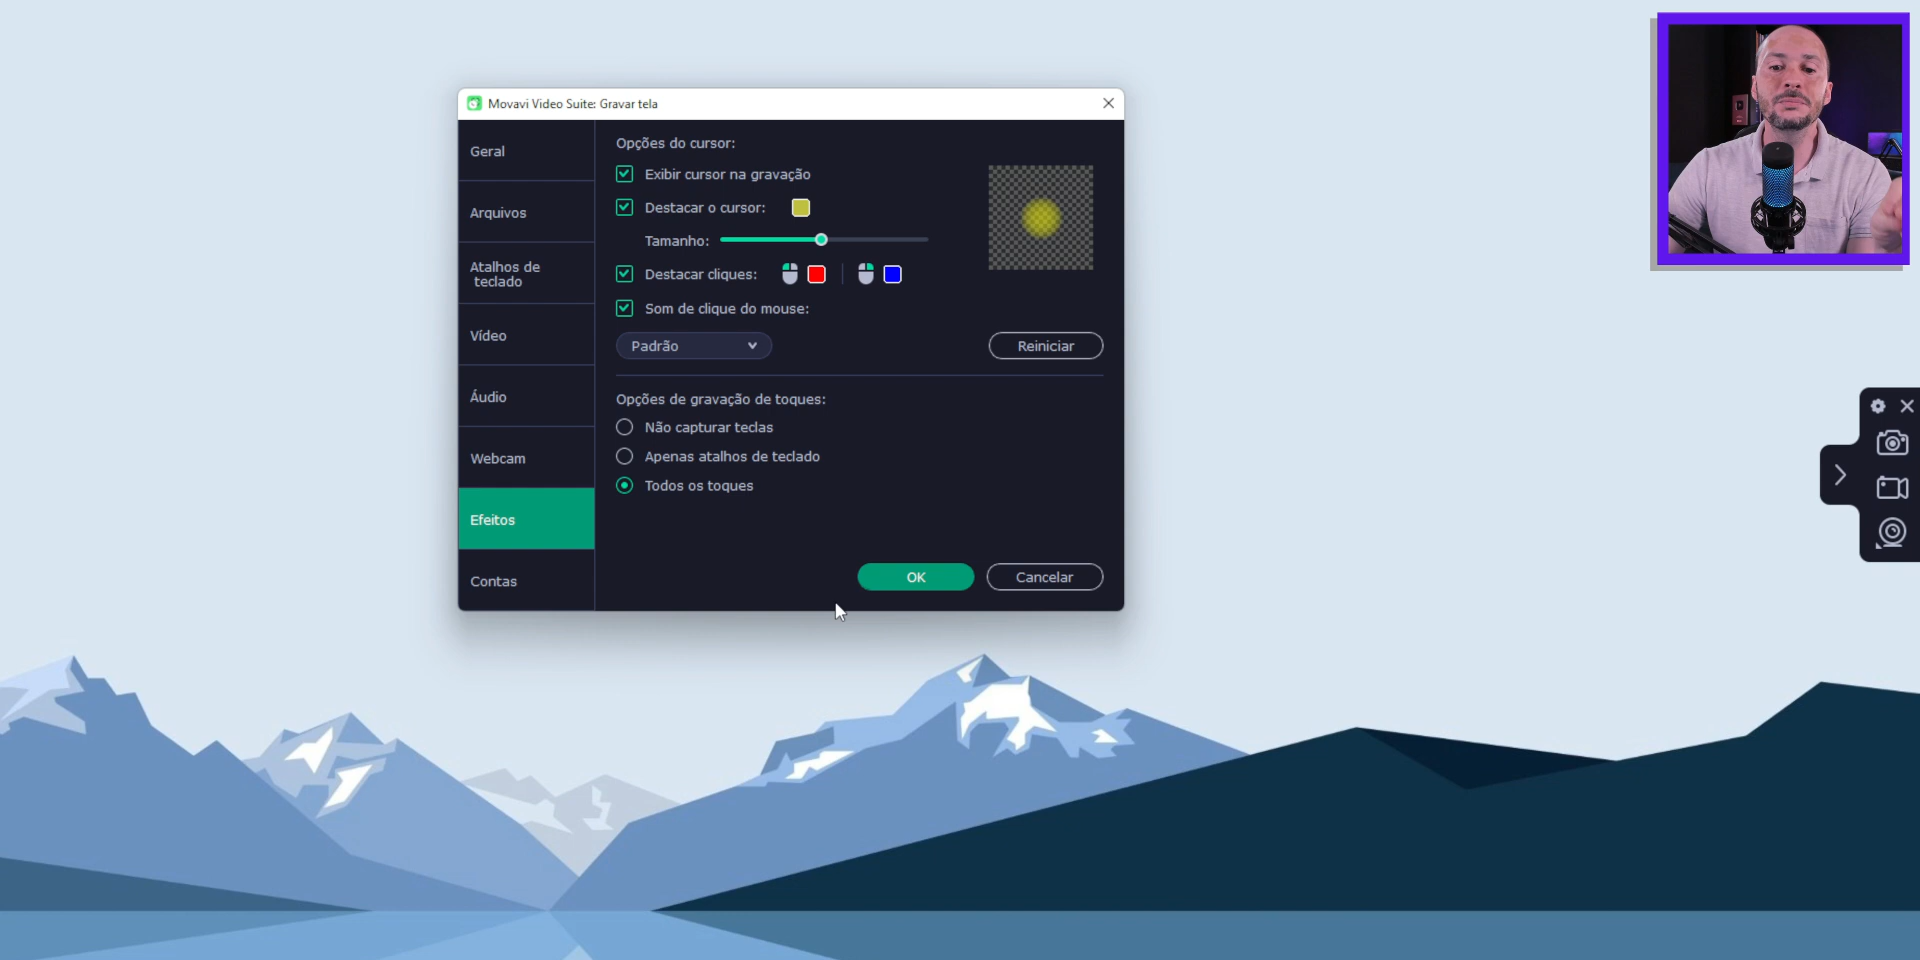 Movavi Video Suite: Gravar tela
Geral
Arquivos
Atalhos de
teclado
Vídeo
Áudio
Webcam
Efeitos
Contas
Opções do cursor:
Exibir cursor na gravação
Destacar o cursor:
Tamanho:
Destacar cliques:
Som de clique do mouse:
Padrão
Reiniciar
Opções de gravação de toques:
Não capturar teclas
Apenas atalhos de teclado
Todos os toques
OK
Cancelar